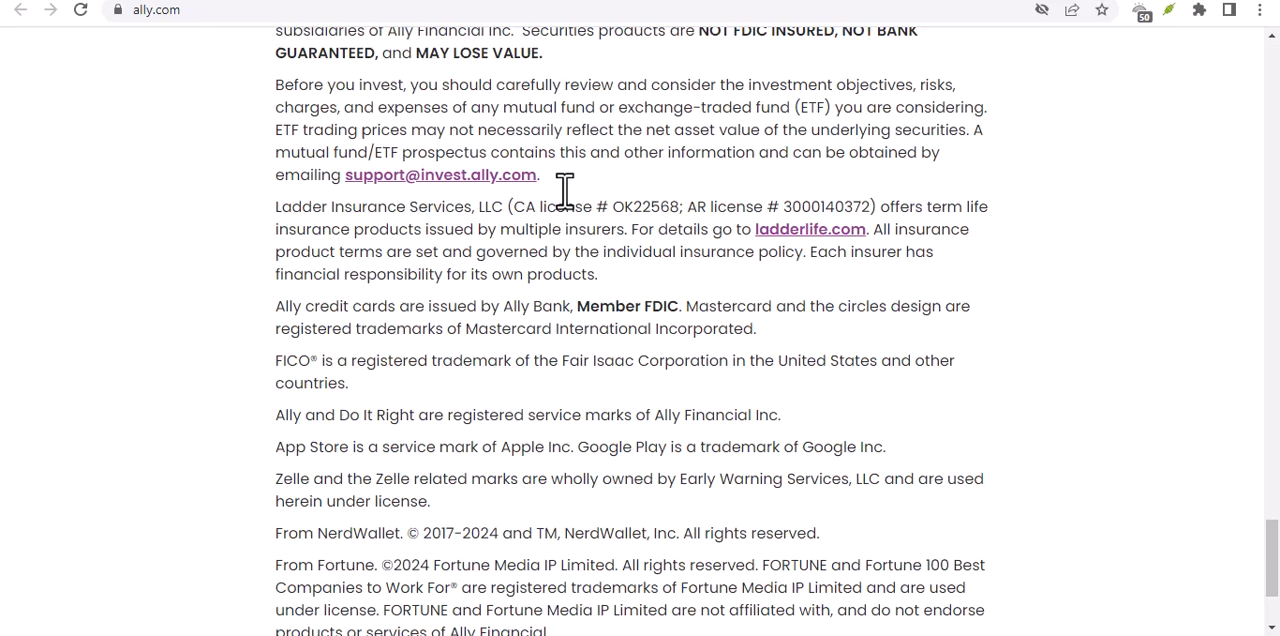 ally.com
50
subsidiaries of Ally Financial Inc. Securities products are NOT FDIC INSURED, NOT BANK
GUARANTEED, and MAY LOSE VALUE.
Before you invest, you should carefully review and consider the investment objectives, risks,
charges, and expenses of any mutual fund or exchange-traded fund (ETF) you are considering.
ETF trading prices may not necessarily reflect the net asset value of the underlying securities. A
mutual fund/ETF prospectus contains this and other information and can be obtained by
emailing support@invest.ally.com.
Ladder Insurance Services, LLC (CA license # OK22568; AR license # 3000140372) offers term life
insurance products issued by multiple insurers. For details go to ladderlife.com. All insurance
product terms are set and governed by the individual insurance policy. Each insurer has
financial responsibility for its own products.
Ally credit cards are issued by Ally Bank, Member FDIC. Mastercard and the circles design are
registered trademarks of Mastercard International Incorporated.
FICO® is a registered trademark of the Fair Isaac Corporation in the United States and other
countries.
Ally and Do It Right are registered service marks of Ally Financial Inc.
App Store is a service mark of Apple Inc. Google Play is a trademark of Google Inc.
Zelle and the Zelle related marks are wholly owned by Early Warning Services, LLC and are used
herein under license.
From NerdWallet. © 2017-2024 and TM, NerdWallet, Inc. All rights reserved.
From Fortune. ©2024 Fortune Media IP Limited. All rights reserved. FORTUNE and Fortune 100 Best
Companies to Work For® are registered trademarks of Fortune Media IP Limited and are used
under license. FORTUNE and Fortune Media IP Limited are not affiliated with, and do not endorse
products or services of Ally Financial